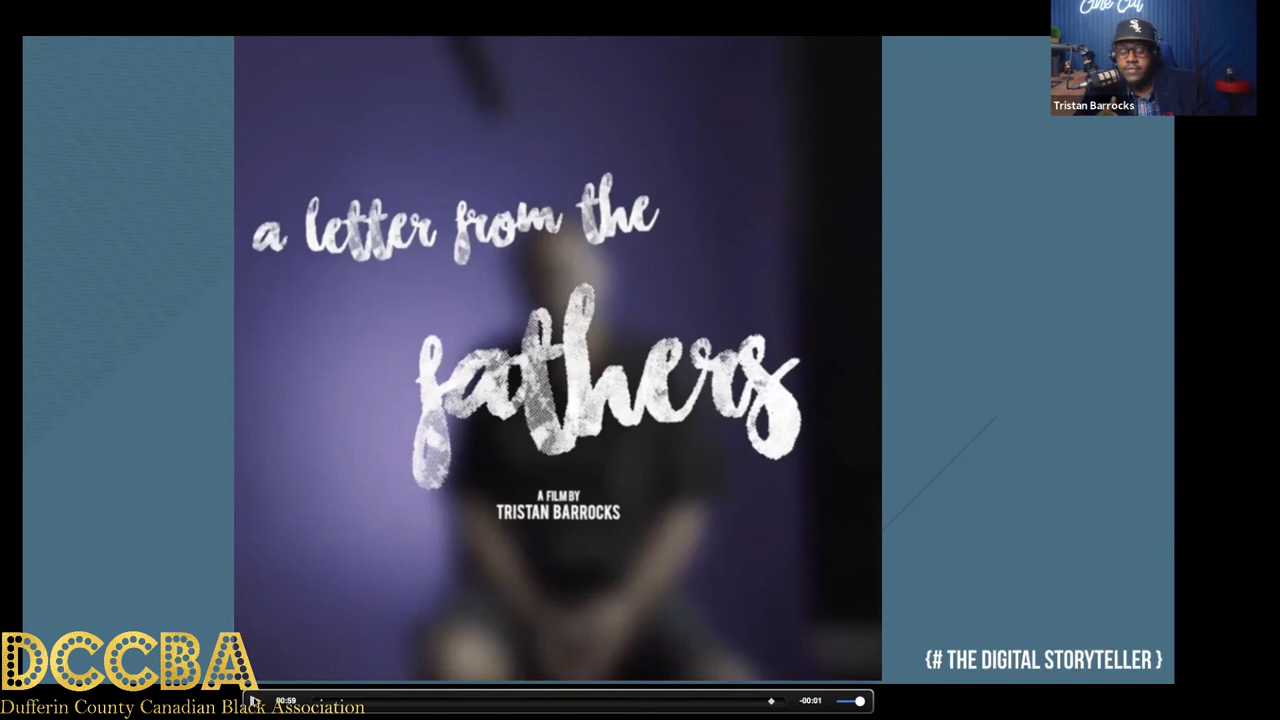 Cine Cut
Tristan Barrocks
a letter from the
fathers
A FILM BY
TRISTAN BARROCKS
{# THE DIGITAL STORYTELLER }
DCCBA
Dufferin County Canadian Black Association
00:59
-00:01